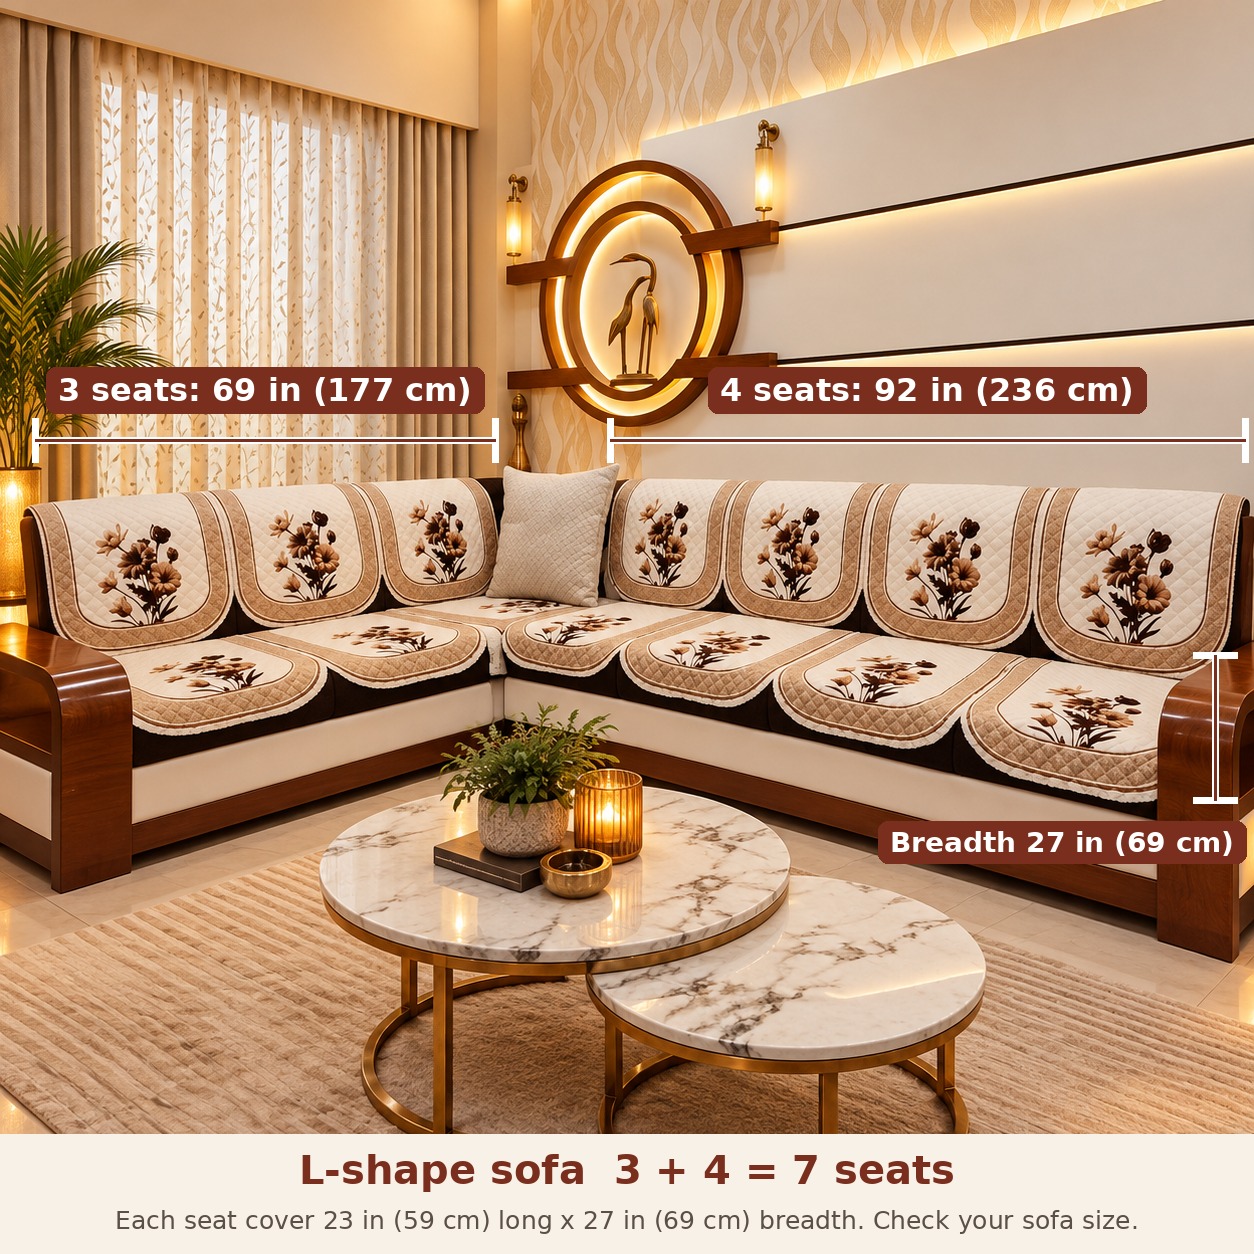 3 seats: 69 in (177 cm)
4 seats: 92 in (236 cm)
Breadth 27 in (69 cm)
L-shape sofa 3 + 4 = 7 seats
Each seat cover 23 in (59 cm) long x 27 in (69 cm) breadth. Check your sofa size.